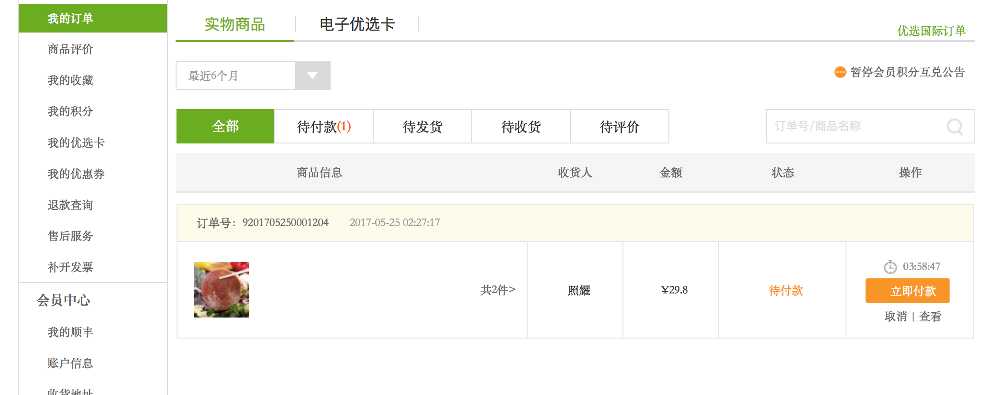 我的订单
商品评价
我的收藏
我的积分
我的优选卡
我的优惠券
退款查询
售后服务
补开发票
会员中心
我的顺丰
账户信息
收货地址
实物商品 电子优选卡
优选国际订单
最近6个月
暂停会员积分互兑公告
全部 待付款(1) 待发货 待收货 待评价
订单号/商品名称
商品信息 收货人 金额 状态 操作
订单号：9201705250001204 2017-05-25 02:27:17
共2件> 照耀 ¥29.8 待付款
03:58:47
立即付款
取消 | 查看